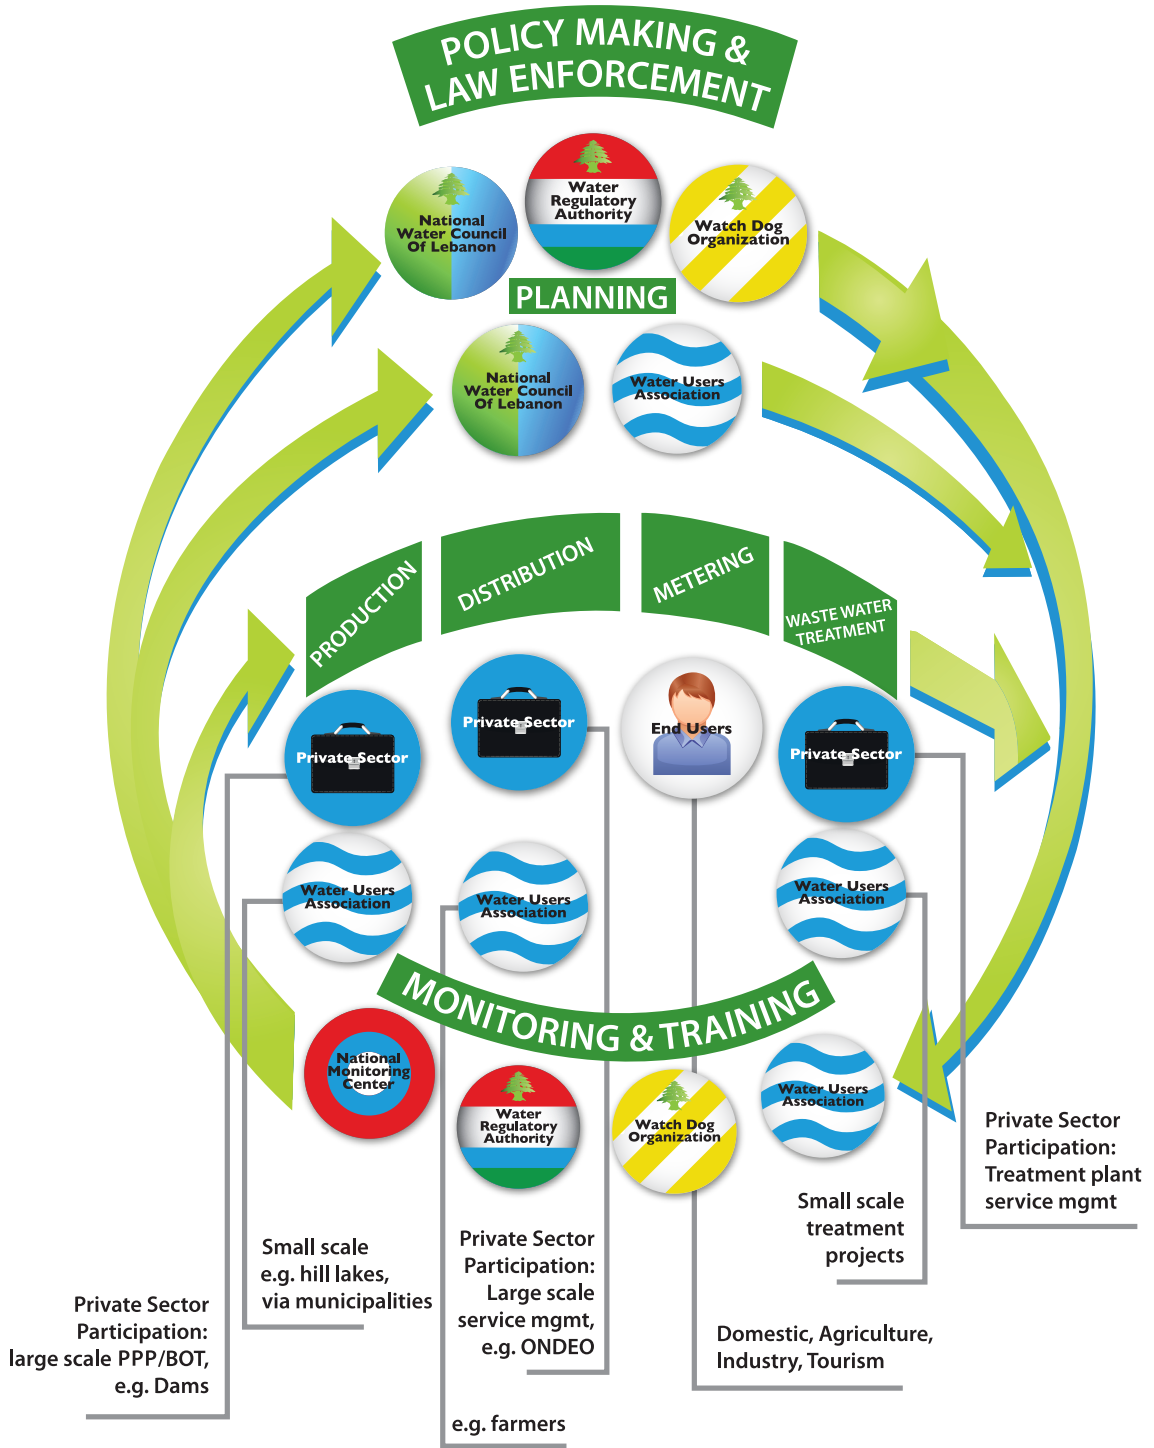 POLICY MAKING &
LAW ENFORCEMENT
National
Water Council
Of Lebanon
Water
Regulatory
Authority
Watch Dog
Organization
PLANNING
National
Water Council
Of Lebanon
Water Users
Association
PRODUCTION
DISTRIBUTION
METERING
WASTE WATER
TREATMENT
Private Sector
Private Sector
End Users
Private Sector
Water Users
Association
Water Users
Association
Water Users
Association
MONITORING & TRAINING
National
Monitoring
Center
Water
Regulatory
Authority
Watch Dog
Organization
Water Users
Association
Private Sector
Participation:
large scale PPP/BOT,
e.g. Dams
Small scale
e.g. hill lakes,
via municipalities
e.g. farmers
Private Sector
Participation:
Large scale
service mgmt,
e.g. ONDEO
Domestic, Agriculture,
Industry, Tourism
Small scale
treatment
projects
Private Sector
Participation:
Treatment plant
service mgmt